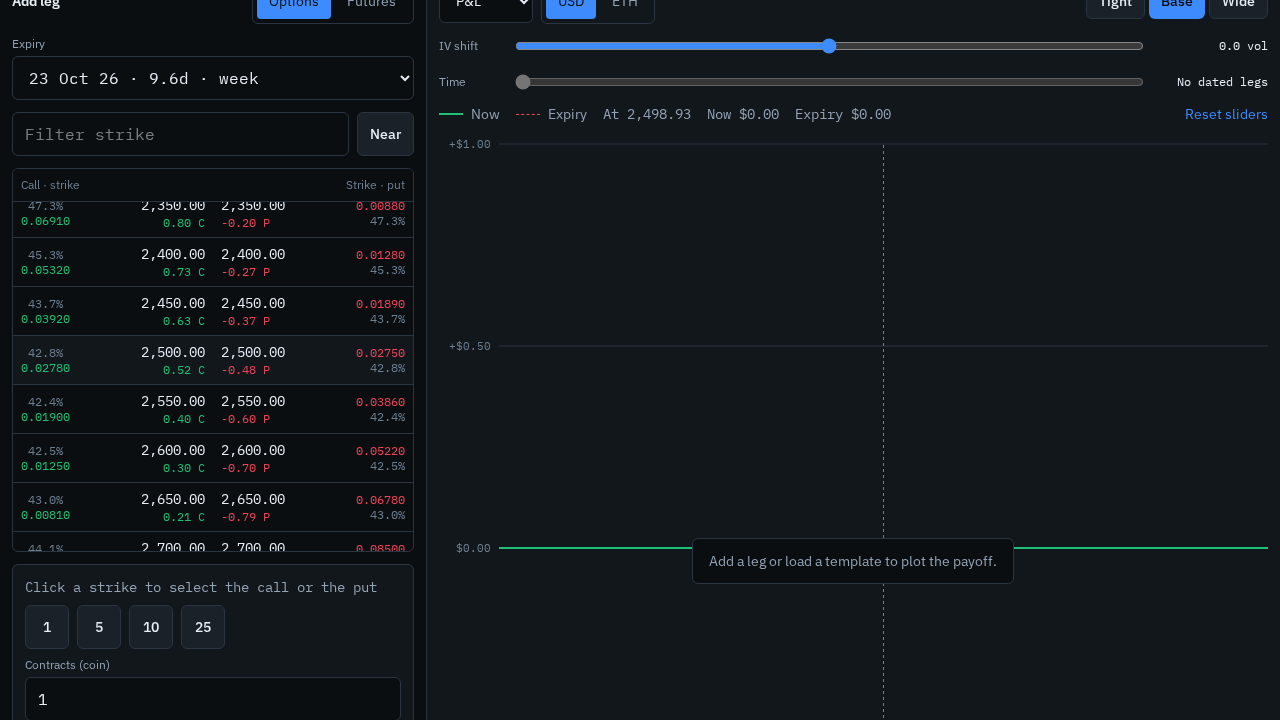 Add leg
Options
Futures
Expiry
23 Oct 26 · 9.6d · week
Filter strike
Near
Call · strike
Strike · put
47.3% 2,350.00 2,350.00 0.00880
0.06910 0.80 C -0.20 P 47.3%
45.3% 2,400.00 2,400.00 0.01280
0.05320 0.73 C -0.27 P 45.3%
43.7% 2,450.00 2,450.00 0.01890
0.03920 0.63 C -0.37 P 43.7%
42.8% 2,500.00 2,500.00 0.02750
0.02780 0.52 C -0.48 P 42.8%
42.4% 2,550.00 2,550.00 0.03860
0.01900 0.40 C -0.60 P 42.4%
42.5% 2,600.00 2,600.00 0.05220
0.01250 0.30 C -0.70 P 42.5%
43.0% 2,650.00 2,650.00 0.06780
0.00810 0.21 C -0.79 P 43.0%
44.1% 2,700.00 2,700.00 0.08500
Click a strike to select the call or the put
1 5 10 25
Contracts (coin)
1
P&L
USD
ETH
Tight
Base
Wide
IV shift
0.0 vol
Time
No dated legs
Now Expiry At 2,498.93 Now $0.00 Expiry $0.00
Reset sliders
+$1.00
+$0.50
$0.00
Add a leg or load a template to plot the payoff.